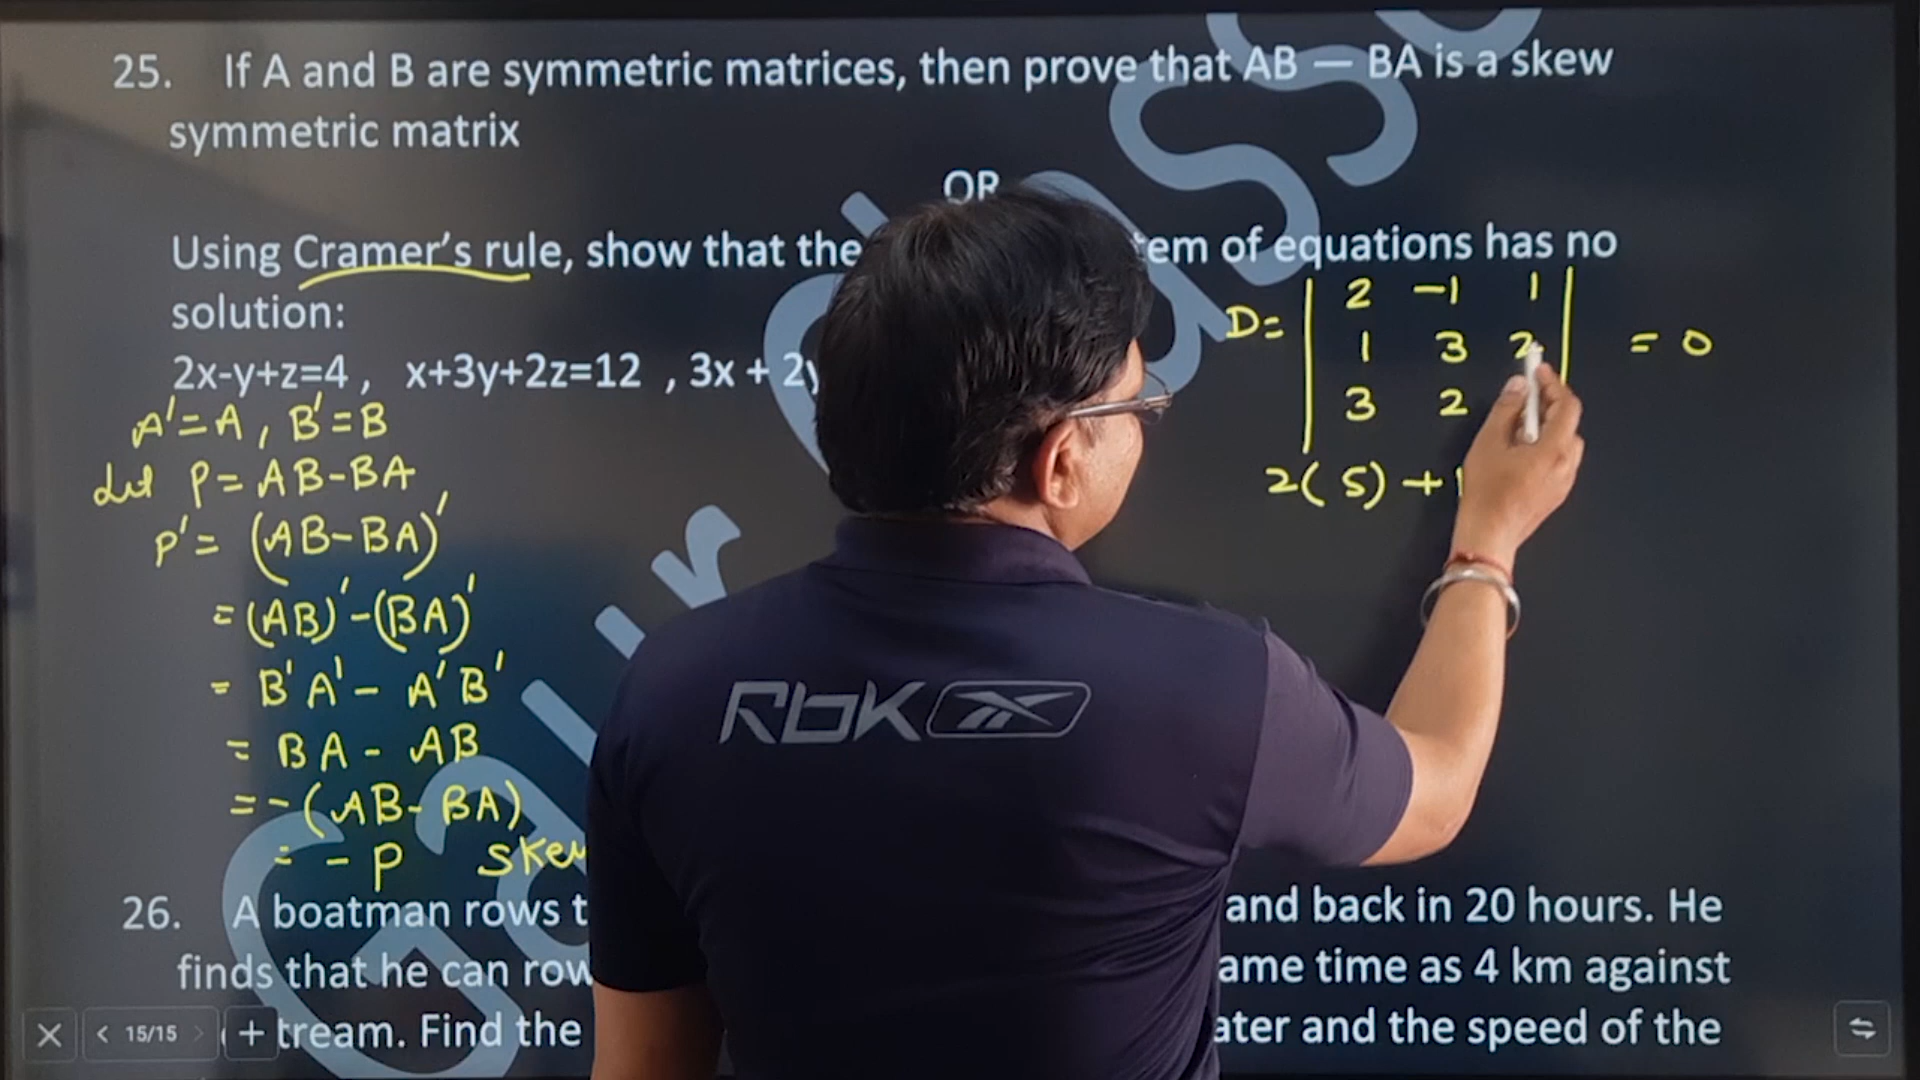 25. If A and B are symmetric matrices, then prove that AB — BA is a skew
symmetric matrix
OR
Using Cramer's rule, show that the em of equations has no
solution:
2x-y+z=4 , x+3y+2z=12 , 3x + 2y
D= | 2 -1 1 |
| 1 3 2 | = 0
| 3 2
2( 5) +1
A'=A , B'=B
Let P= AB-BA
P'= (AB-BA)'
= (AB)'-(BA)'
= B'A'- A'B'
= BA - AB
= -(AB-BA)
= -P Skew
26. A boatman rows t and back in 20 hours. He
finds that he can row ame time as 4 km against
tream. Find the ater and the speed of the
Rbk
15/15